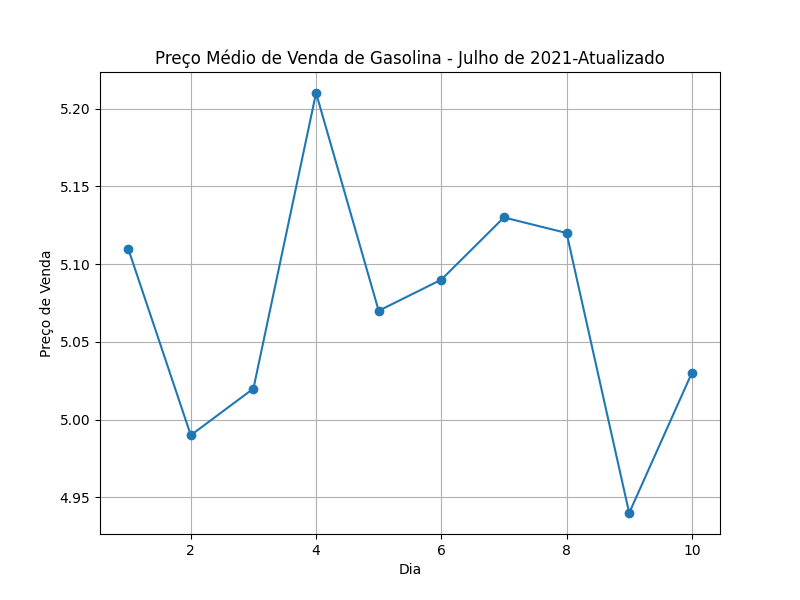 Preço Médio de Venda de Gasolina - Julho de 2021-Atualizado
Preço de Venda
5.20
5.15
5.10
5.05
5.00
4.95
2 4 6 8 10
Dia